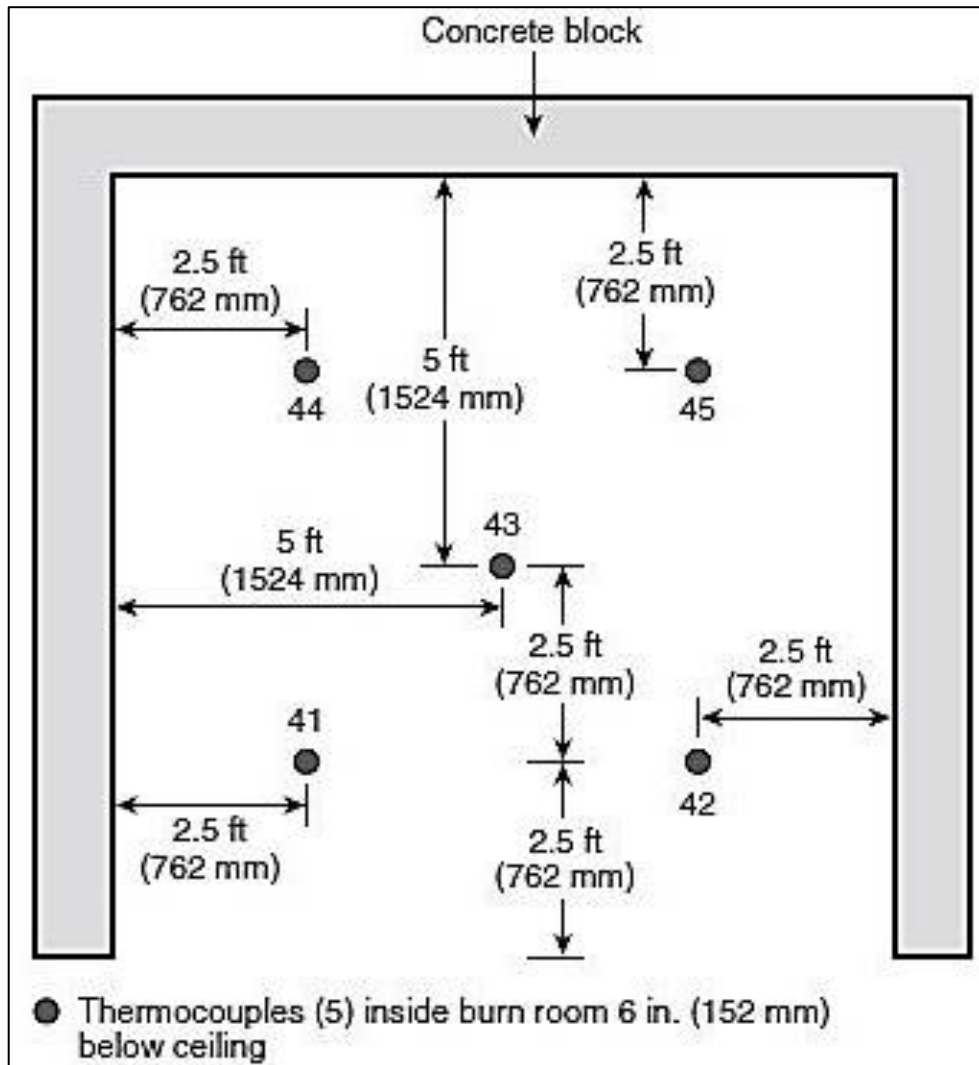 Concrete block
2.5 ft
(762 mm)
2.5 ft
(762 mm)
5 ft
(1524 mm)
44
45
43
5 ft
(1524 mm)
2.5 ft
(762 mm)
2.5 ft
(762 mm)
41
42
2.5 ft
(762 mm)
2.5 ft
(762 mm)
Thermocouples (5) inside burn room 6 in. (152 mm)
below ceiling